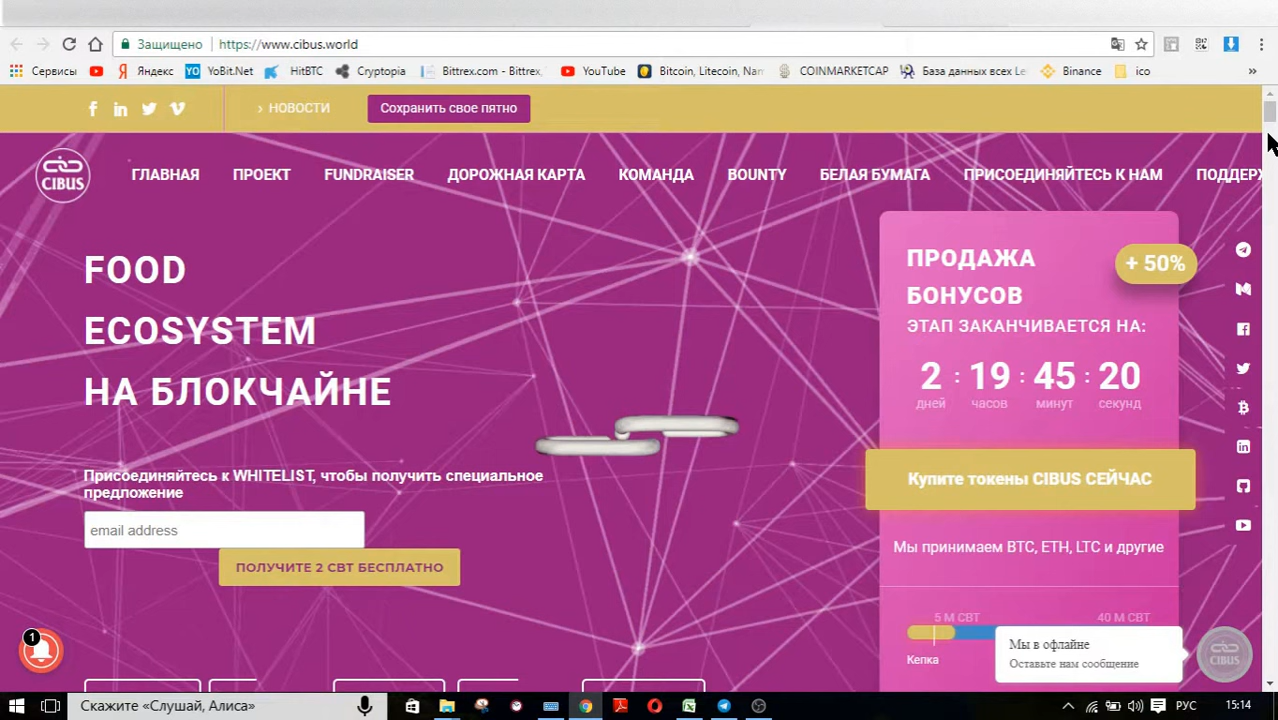 Защищено https://www.cibus.world
Сервисы Яндекс YoBit.Net HitBTC Cryptopia Bittrex.com - Bittrex, YouTube Bitcoin, Litecoin, Nam COINMARKETCAP База данных всех Le Binance ico »
› НОВОСТИ Сохранить свое пятно
CIBUS ГЛАВНАЯ ПРОЕКТ FUNDRAISER ДОРОЖНАЯ КАРТА КОМАНДА BOUNTY БЕЛАЯ БУМАГА ПРИСОЕДИНЯЙТЕСЬ К НАМ ПОДДЕРЖ
FOOD
ECOSYSTEM
НА БЛОКЧАЙНЕ
Присоединяйтесь к WHITELIST, чтобы получить специальное
предложение
email address
ПОЛУЧИТЕ 2 CBT БЕСПЛАТНО
ПРОДАЖА
БОНУСОВ
+ 50%
ЭТАП ЗАКАНЧИВАЕТСЯ НА:
2 : 19 : 45 : 20
дней часов минут секунд
Купите токены CIBUS СЕЙЧАС
Мы принимаем BTC, ETH, LTC и другие
5 M CBT 40 M CBT
Кепка
Мы в офлайне
Оставьте нам сообщение
CIBUS
1
Скажите «Слушай, Алиса»
РУС 15:14